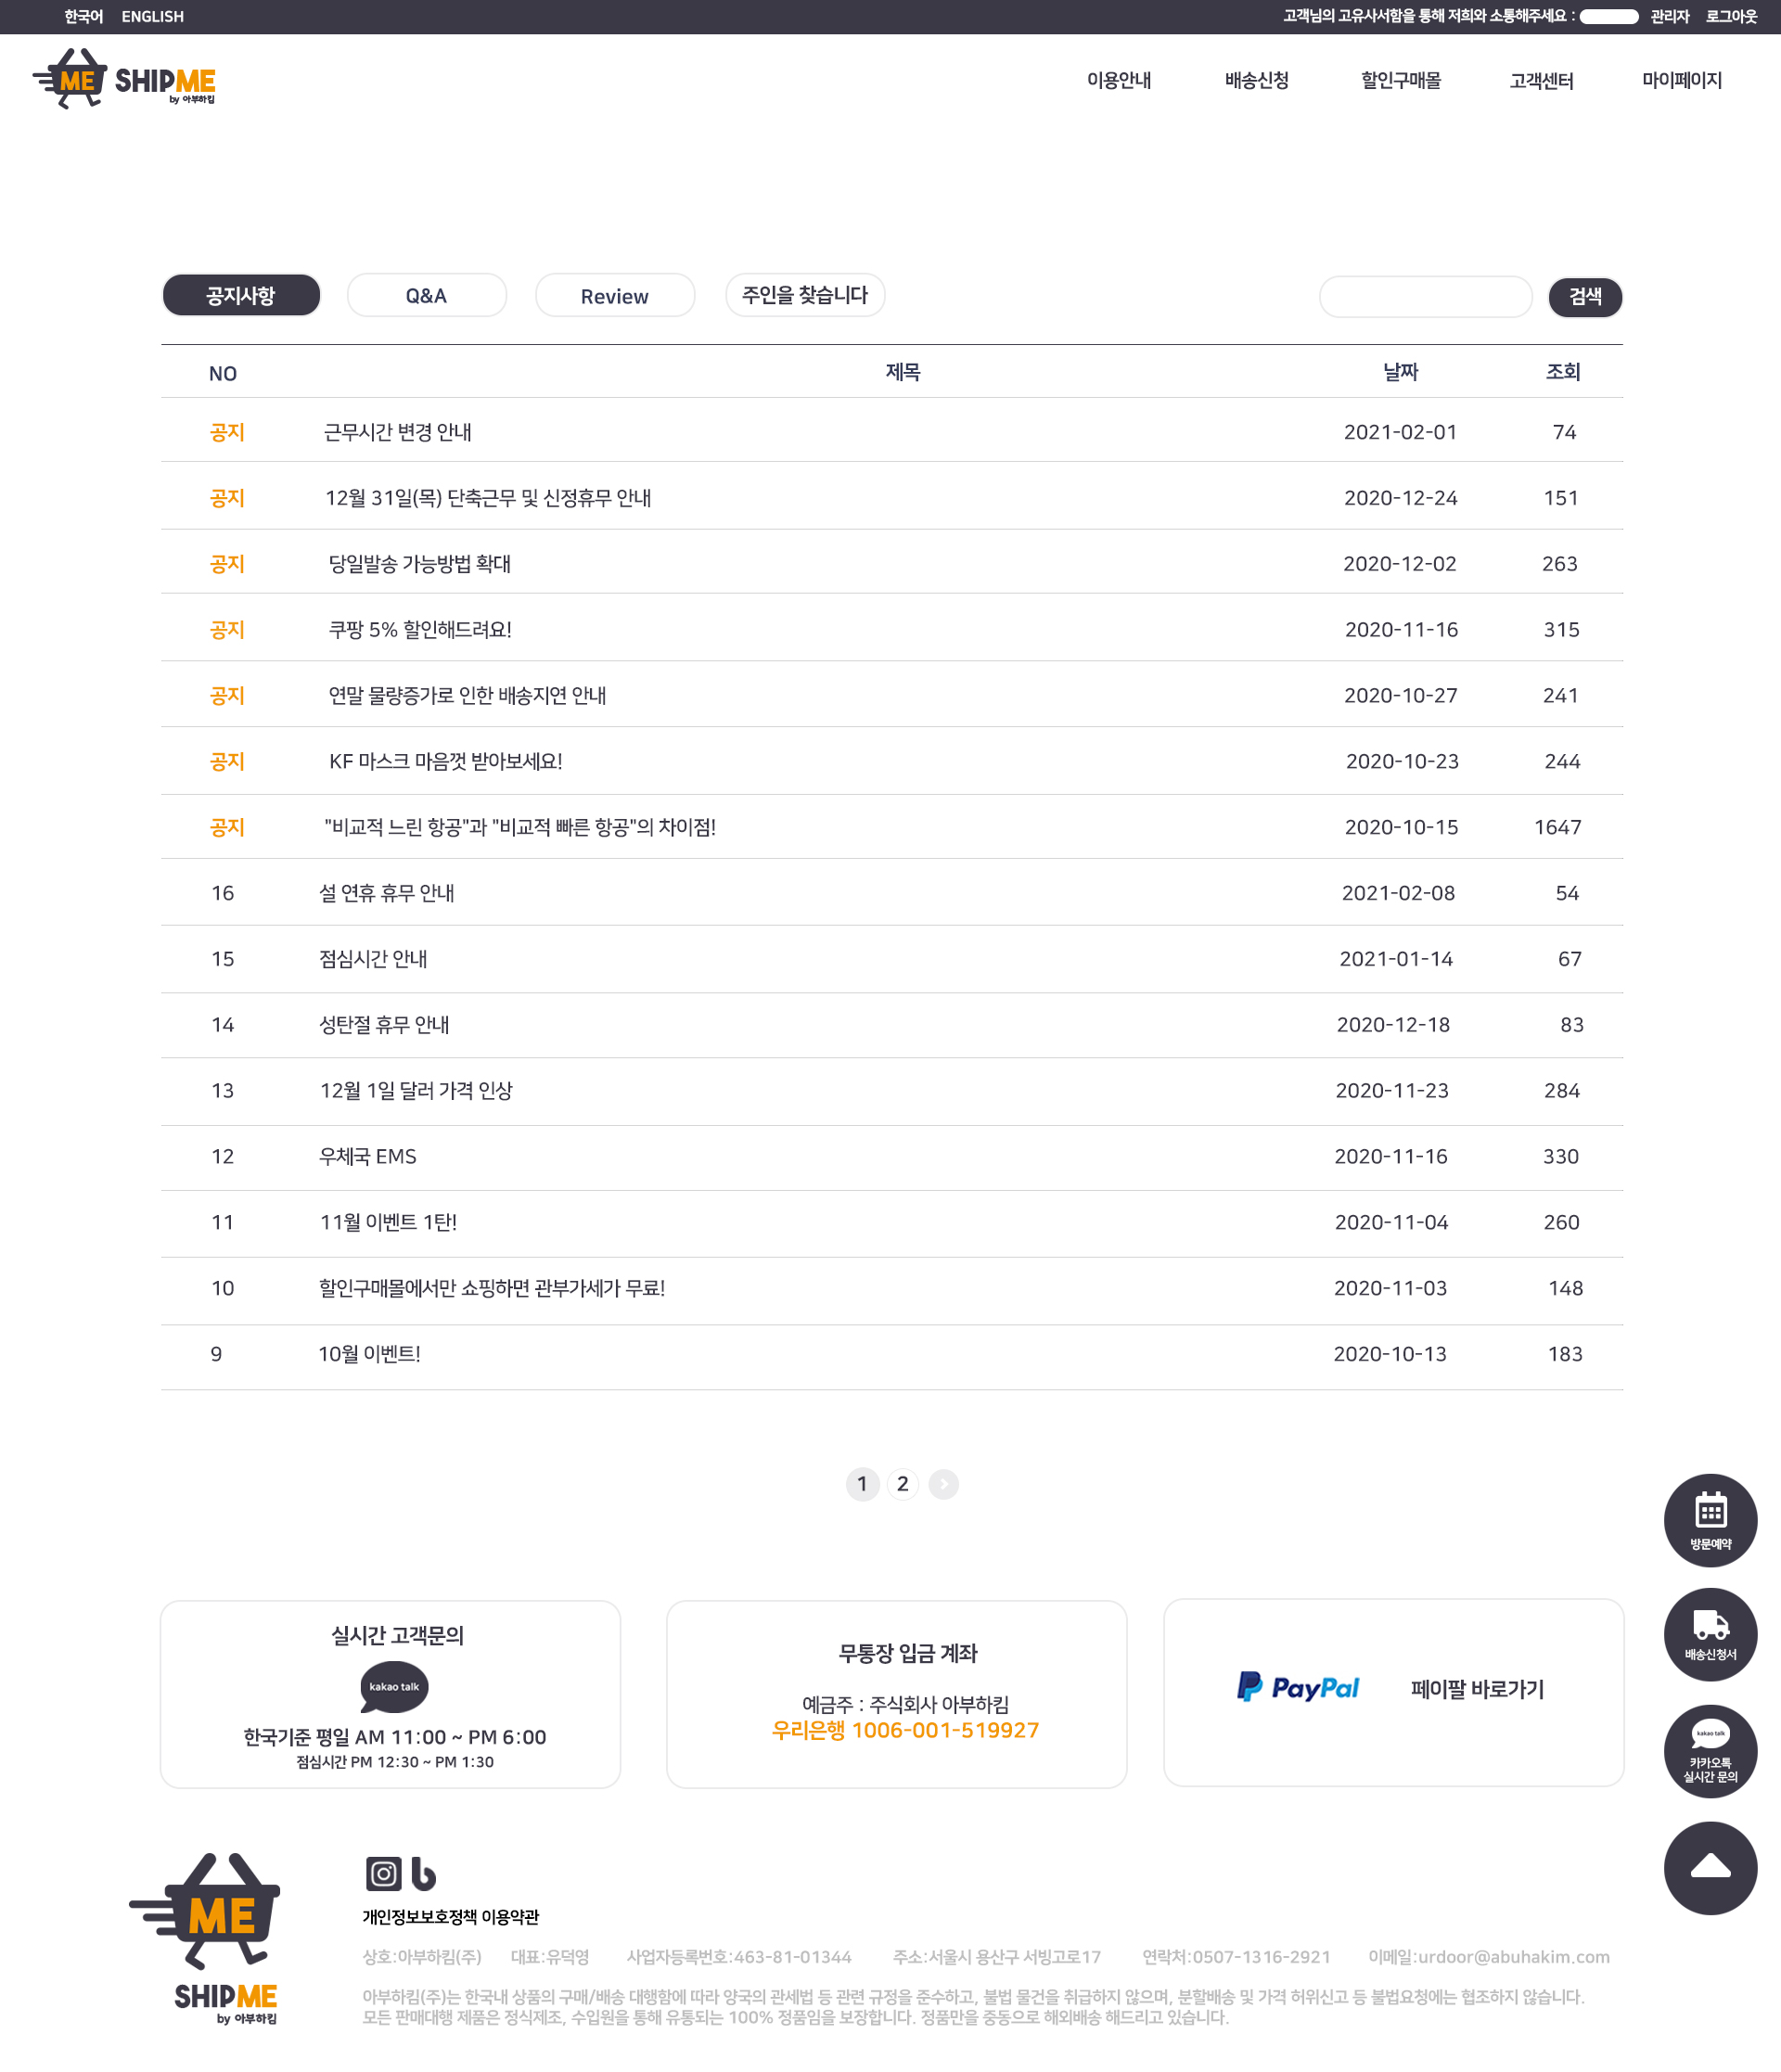 한국어 ENGLISH 고객님의 고유사서함을 통해 저희와 소통해주세요 : 관리자 로그아웃
ME SHIPME by 아부하킴 이용안내 배송신청 할인구매몰 고객센터 마이페이지
공지사항 Q&A Review 주인을 찾습니다 검색
NO 제목 날짜 조회
공지 근무시간 변경 안내 2021-02-01 74
공지 12월 31일(목) 단축근무 및 신정휴무 안내 2020-12-24 151
공지 당일발송 가능방법 확대 2020-12-02 263
공지 쿠팡 5% 할인해드려요! 2020-11-16 315
공지 연말 물량증가로 인한 배송지연 안내 2020-10-27 241
공지 KF 마스크 마음껏 받아보세요! 2020-10-23 244
공지 "비교적 느린 항공"과 "비교적 빠른 항공"의 차이점! 2020-10-15 1647
16 설 연휴 휴무 안내 2021-02-08 54
15 점심시간 안내 2021-01-14 67
14 성탄절 휴무 안내 2020-12-18 83
13 12월 1일 달러 가격 인상 2020-11-23 284
12 우체국 EMS 2020-11-16 330
11 11월 이벤트 1탄! 2020-11-04 260
10 할인구매몰에서만 쇼핑하면 관부가세가 무료! 2020-11-03 148
9 10월 이벤트! 2020-10-13 183
1 2
방문예약
배송신청서
kakao talk
카카오톡
실시간 문의
실시간 고객문의
kakao talk
한국기준 평일 AM 11:00 ~ PM 6:00
점심시간 PM 12:30 ~ PM 1:30
무통장 입금 계좌
예금주 : 주식회사 아부하킴
우리은행 1006-001-519927
PayPal 페이팔 바로가기
ME
SHIPME
by 아부하킴
개인정보보호정책 이용약관
상호:아부하킴(주) 대표:유덕영 사업자등록번호:463-81-01344 주소:서울시 용산구 서빙고로17 연락처:0507-1316-2921 이메일:urdoor@abuhakim.com
아부하킴(주)는 한국내 상품의 구매/배송 대행함에 따라 양국의 관세법 등 관련 규정을 준수하고, 불법 물건을 취급하지 않으며, 분할배송 및 가격 허위신고 등 불법요청에는 협조하지 않습니다.
모든 판매대행 제품은 정식제조, 수입원을 통해 유통되는 100% 정품임을 보장합니다. 정품만을 중동으로 해외배송 해드리고 있습니다.